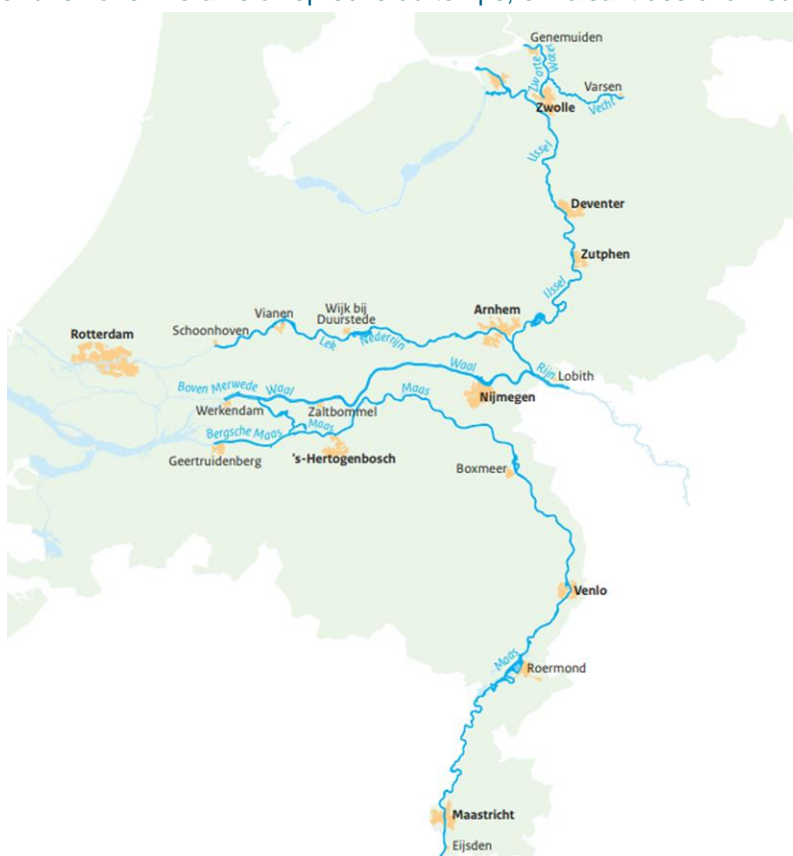 Genemuiden
Zwarte
Water
Varsen
Vecht
Zwolle
IJssel
Deventer
Zutphen
IJssel
Arnhem
Wijk bij
Duurstede
Vianen
Schoonhoven
Rotterdam
Lek
Nederrijn
Waal
Rijn
Lobith
Boven Merwede
Waal
Maas
Nijmegen
Werkendam
Zaltbommel
Maas
Bergsche Maas
Geertruidenberg
's-Hertogenbosch
Boxmeer
Venlo
Maas
Roermond
Maastricht
Eijsden